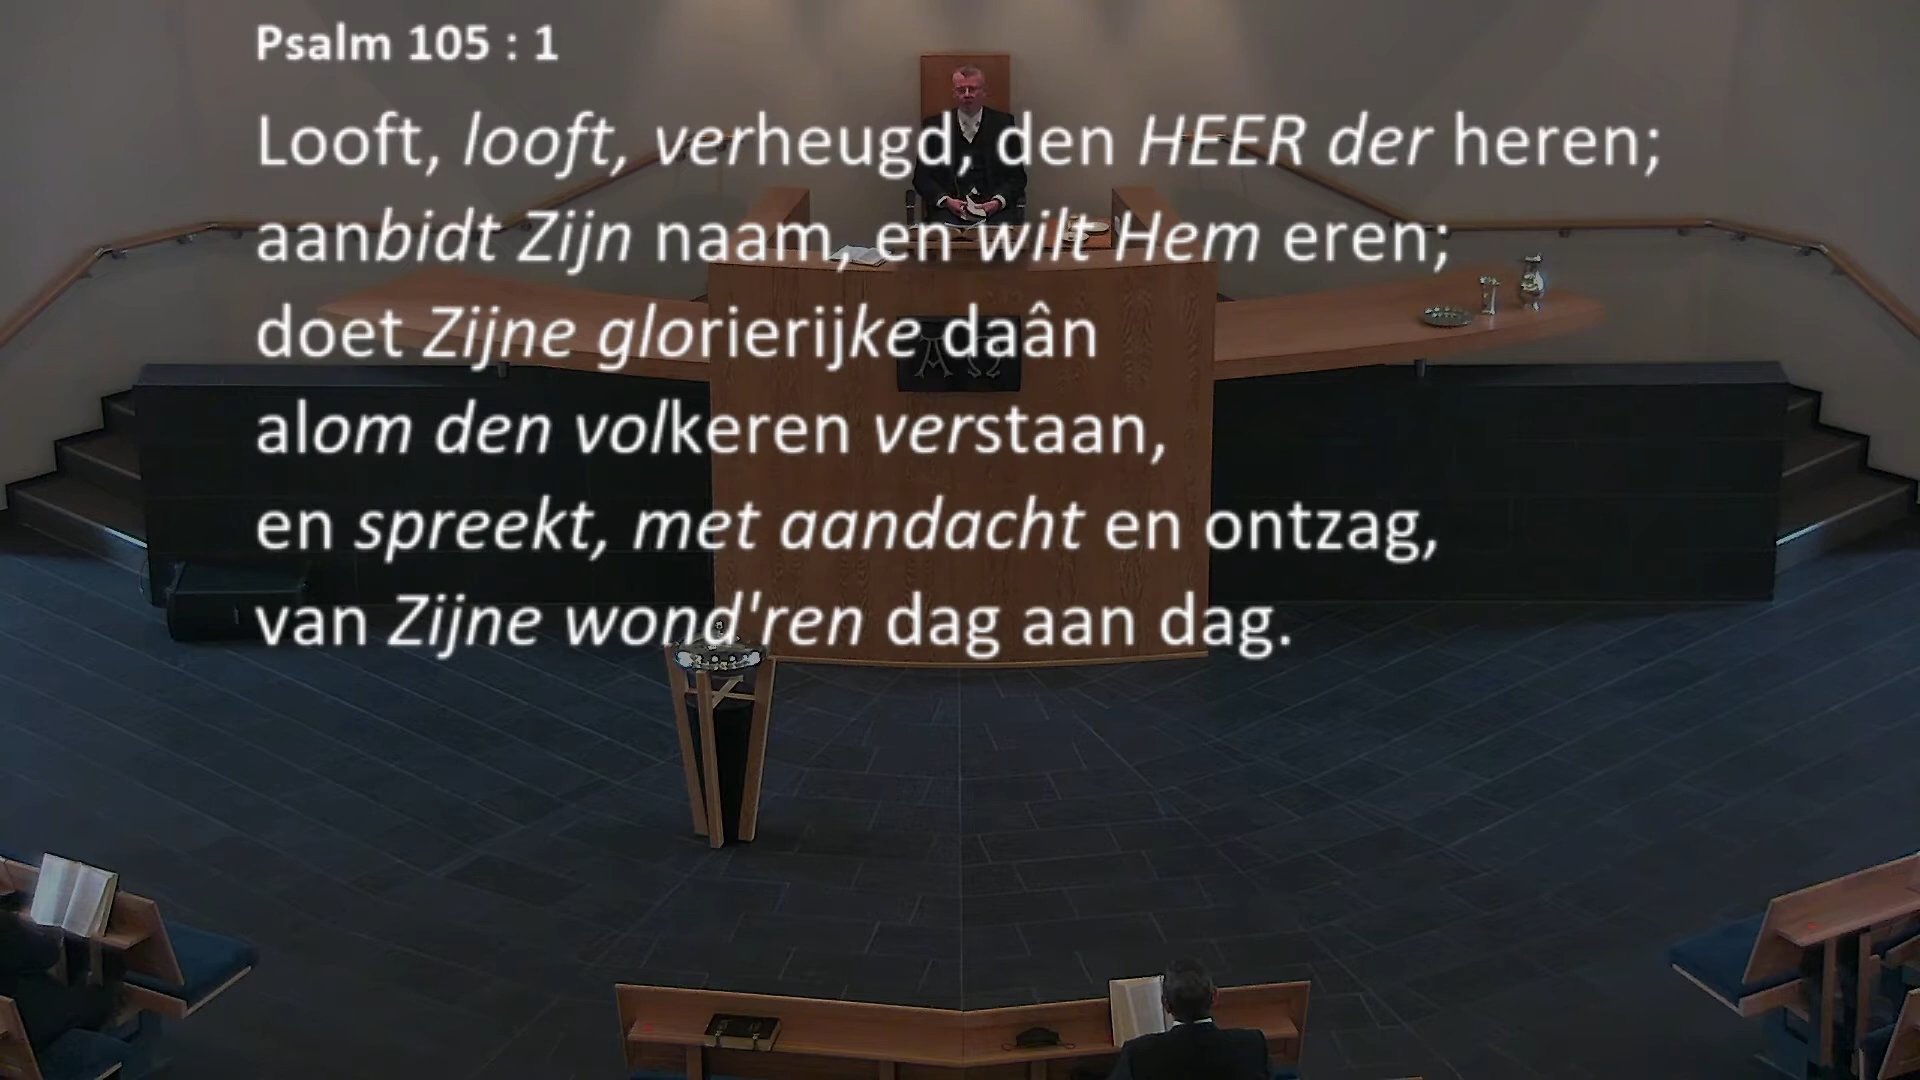 Psalm 105 : 1
Looft, looft, verheugd, den HEER der heren;
aanbidt Zijn naam, en wilt Hem eren;
doet Zijne glorierijke daân
alom den volkeren verstaan,
en spreekt, met aandacht en ontzag,
van Zijne wond'ren dag aan dag.
ΑΩ